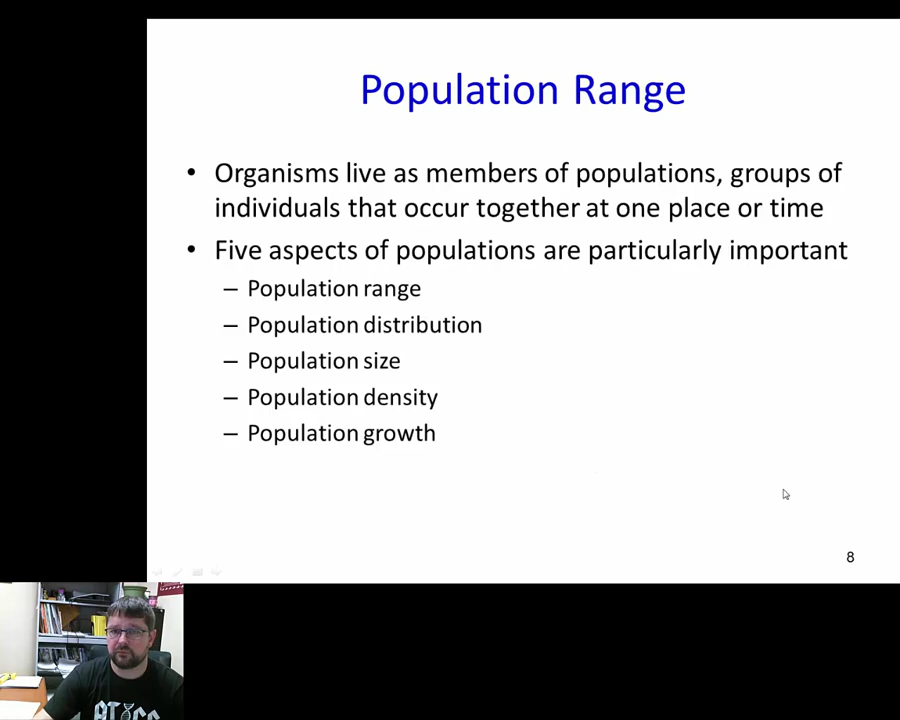 Population Range
• Organisms live as members of populations, groups of
individuals that occur together at one place or time
• Five aspects of populations are particularly important
– Population range
– Population distribution
– Population size
– Population density
– Population growth
8